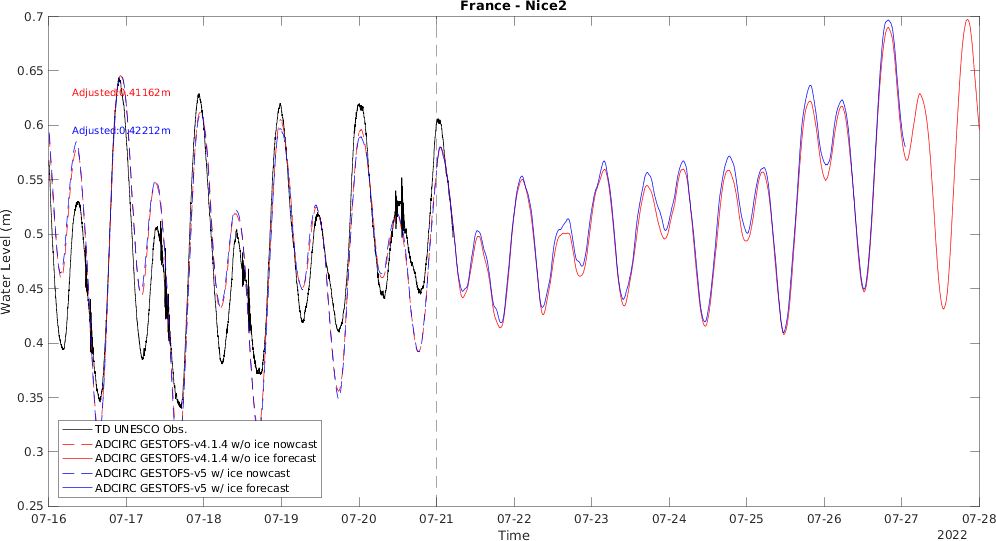 France - Nice2
0.7
0.65
0.6
0.55
0.5
0.45
0.4
0.35
0.3
0.25
Water Level (m)
Adjusted:0.41162m
Adjusted:0.42212m
TD UNESCO Obs.
ADCIRC GESTOFS-v4.1.4 w/o ice nowcast
ADCIRC GESTOFS-v4.1.4 w/o ice forecast
ADCIRC GESTOFS-v5 w/ ice nowcast
ADCIRC GESTOFS-v5 w/ ice forecast
07-16 07-17 07-18 07-19 07-20 07-21 07-22 07-23 07-24 07-25 07-26 07-27 07-28
Time
2022